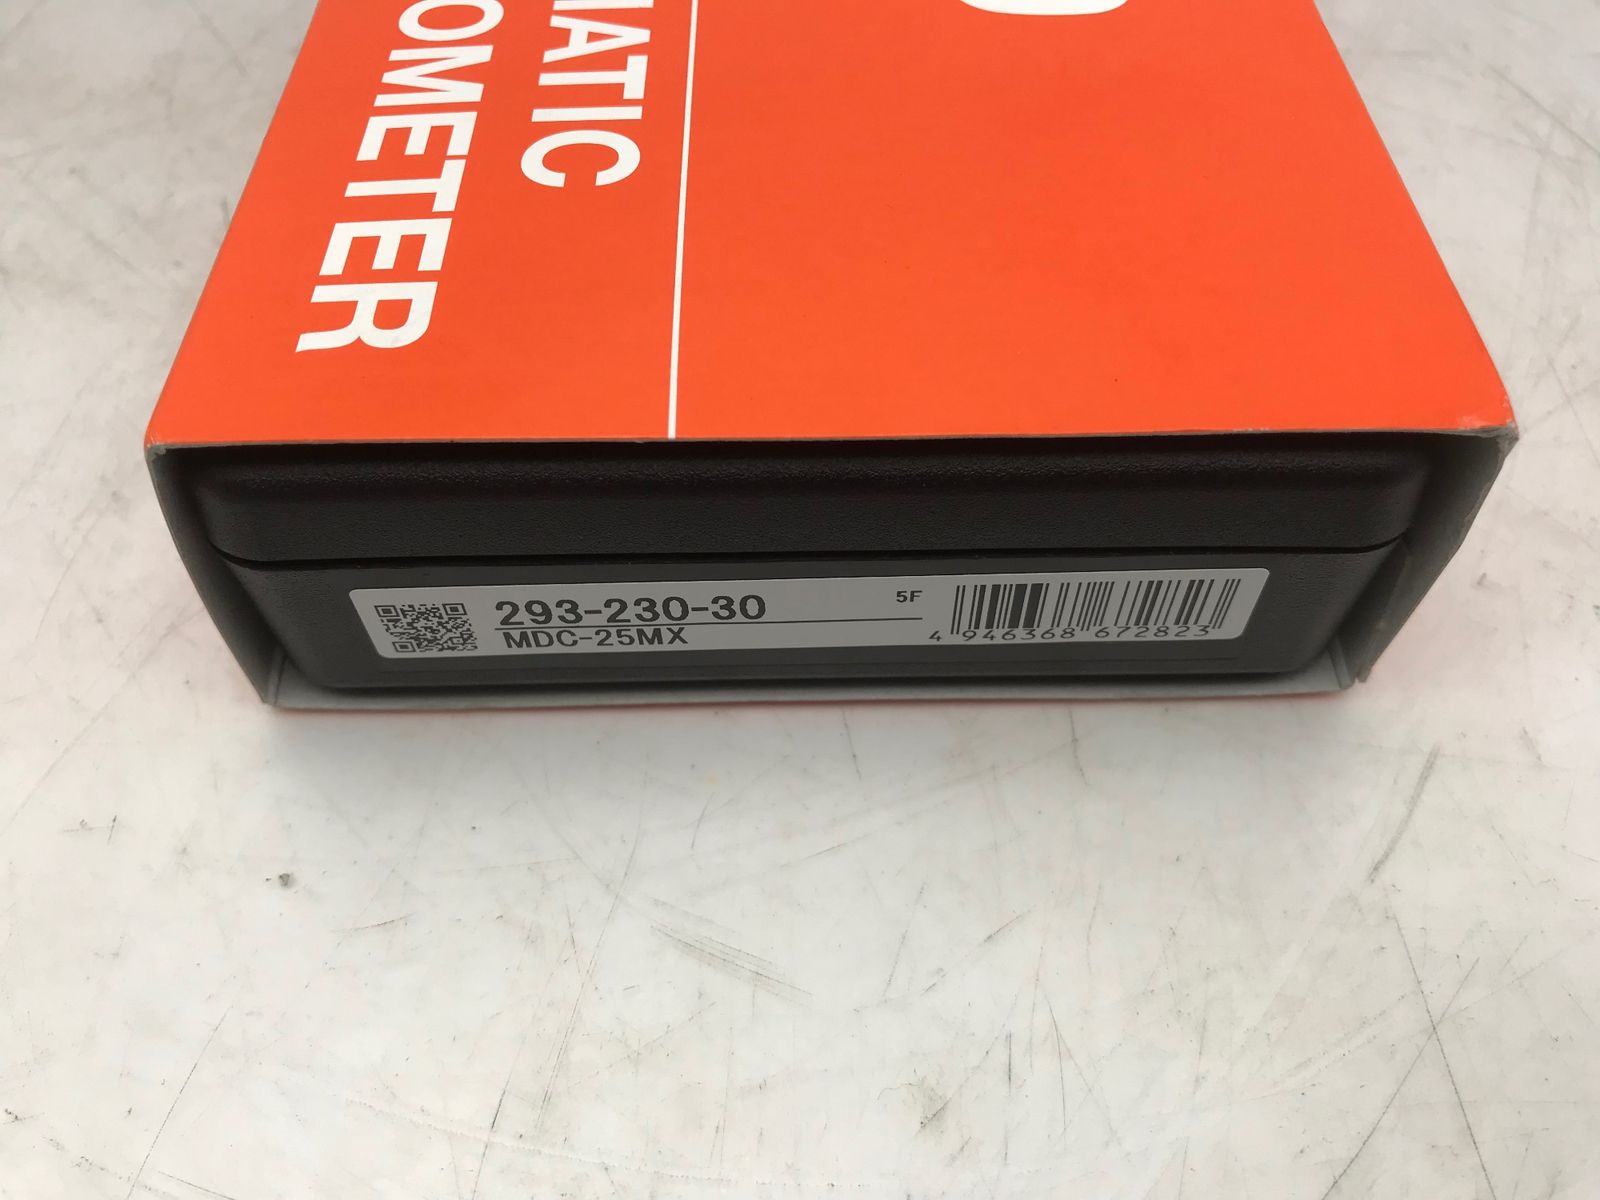 MATIC
OMETER
293-230-30
MDC-25MX
5F
4 946368 672823